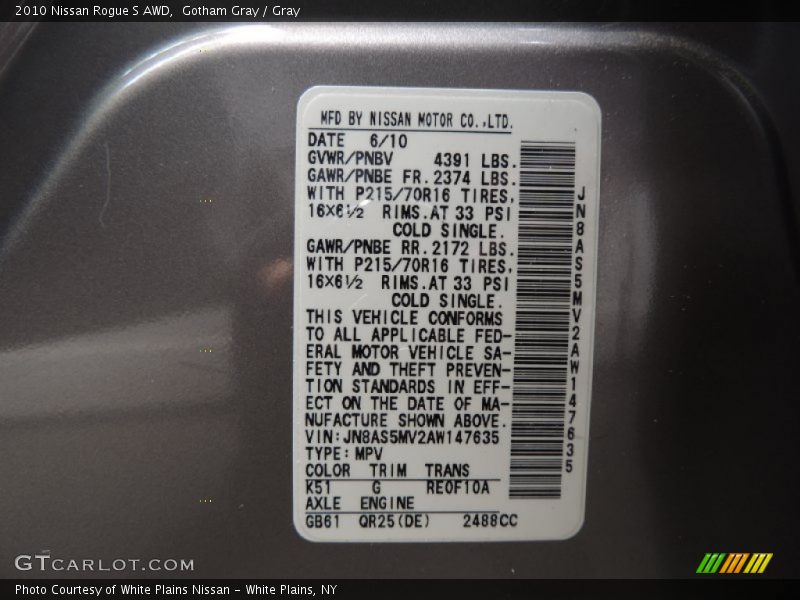 2010 Nissan Rogue S AWD,  Gotham Gray / Gray
MFD BY NISSAN MOTOR CO.,LTD.
DATE 6/10
GVWR/PNBV 4391 LBS.
GAWR/PNBE FR. 2374 LBS.
WITH P215/70R16 TIRES,
16X6½ RIMS.AT 33 PSI
COLD SINGLE.
GAWR/PNBE RR. 2172 LBS.
WITH P215/70R16 TIRES,
16X6½ RIMS.AT 33 PSI
COLD SINGLE.
THIS VEHICLE CONFORMS
TO ALL APPLICABLE FED-
ERAL MOTOR VEHICLE SA-
FETY AND THEFT PREVEN-
TION STANDARDS IN EFF-
ECT ON THE DATE OF MA-
NUFACTURE SHOWN ABOVE.
VIN:JN8AS5MV2AW147635
TYPE:MPV
COLOR TRIM TRANS
K51 G RE0F10A
AXLE ENGINE
GB61 QR25(DE) 2488CC
JN8AS5MV2AW147635
GTCARLOT.COM
Photo Courtesy of White Plains Nissan - White Plains, NY